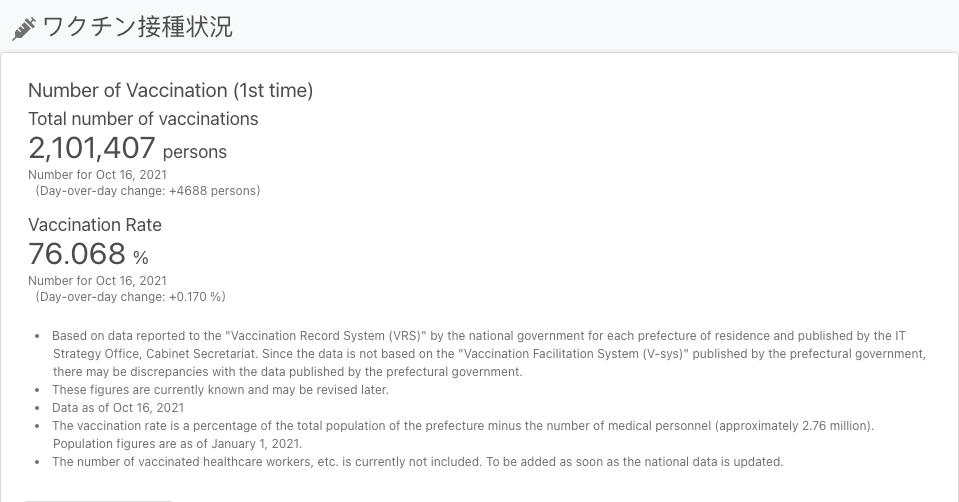 ワクチン接種状況
Number of Vaccination (1st time)
Total number of vaccinations
2,101,407 persons
Number for Oct 16, 2021
(Day-over-day change: +4688 persons)
Vaccination Rate
76.068 %
Number for Oct 16, 2021
(Day-over-day change: +0.170 %)
• Based on data reported to the "Vaccination Record System (VRS)" by the national government for each prefecture of residence and published by the IT
Strategy Office, Cabinet Secretariat. Since the data is not based on the "Vaccination Facilitation System (V-sys)" published by the prefectural government,
there may be discrepancies with the data published by the prefectural government.
• These figures are currently known and may be revised later.
• Data as of Oct 16, 2021
• The vaccination rate is a percentage of the total population of the prefecture minus the number of medical personnel (approximately 2.76 million).
Population figures are as of January 1, 2021.
• The number of vaccinated healthcare workers, etc. is currently not included. To be added as soon as the national data is updated.